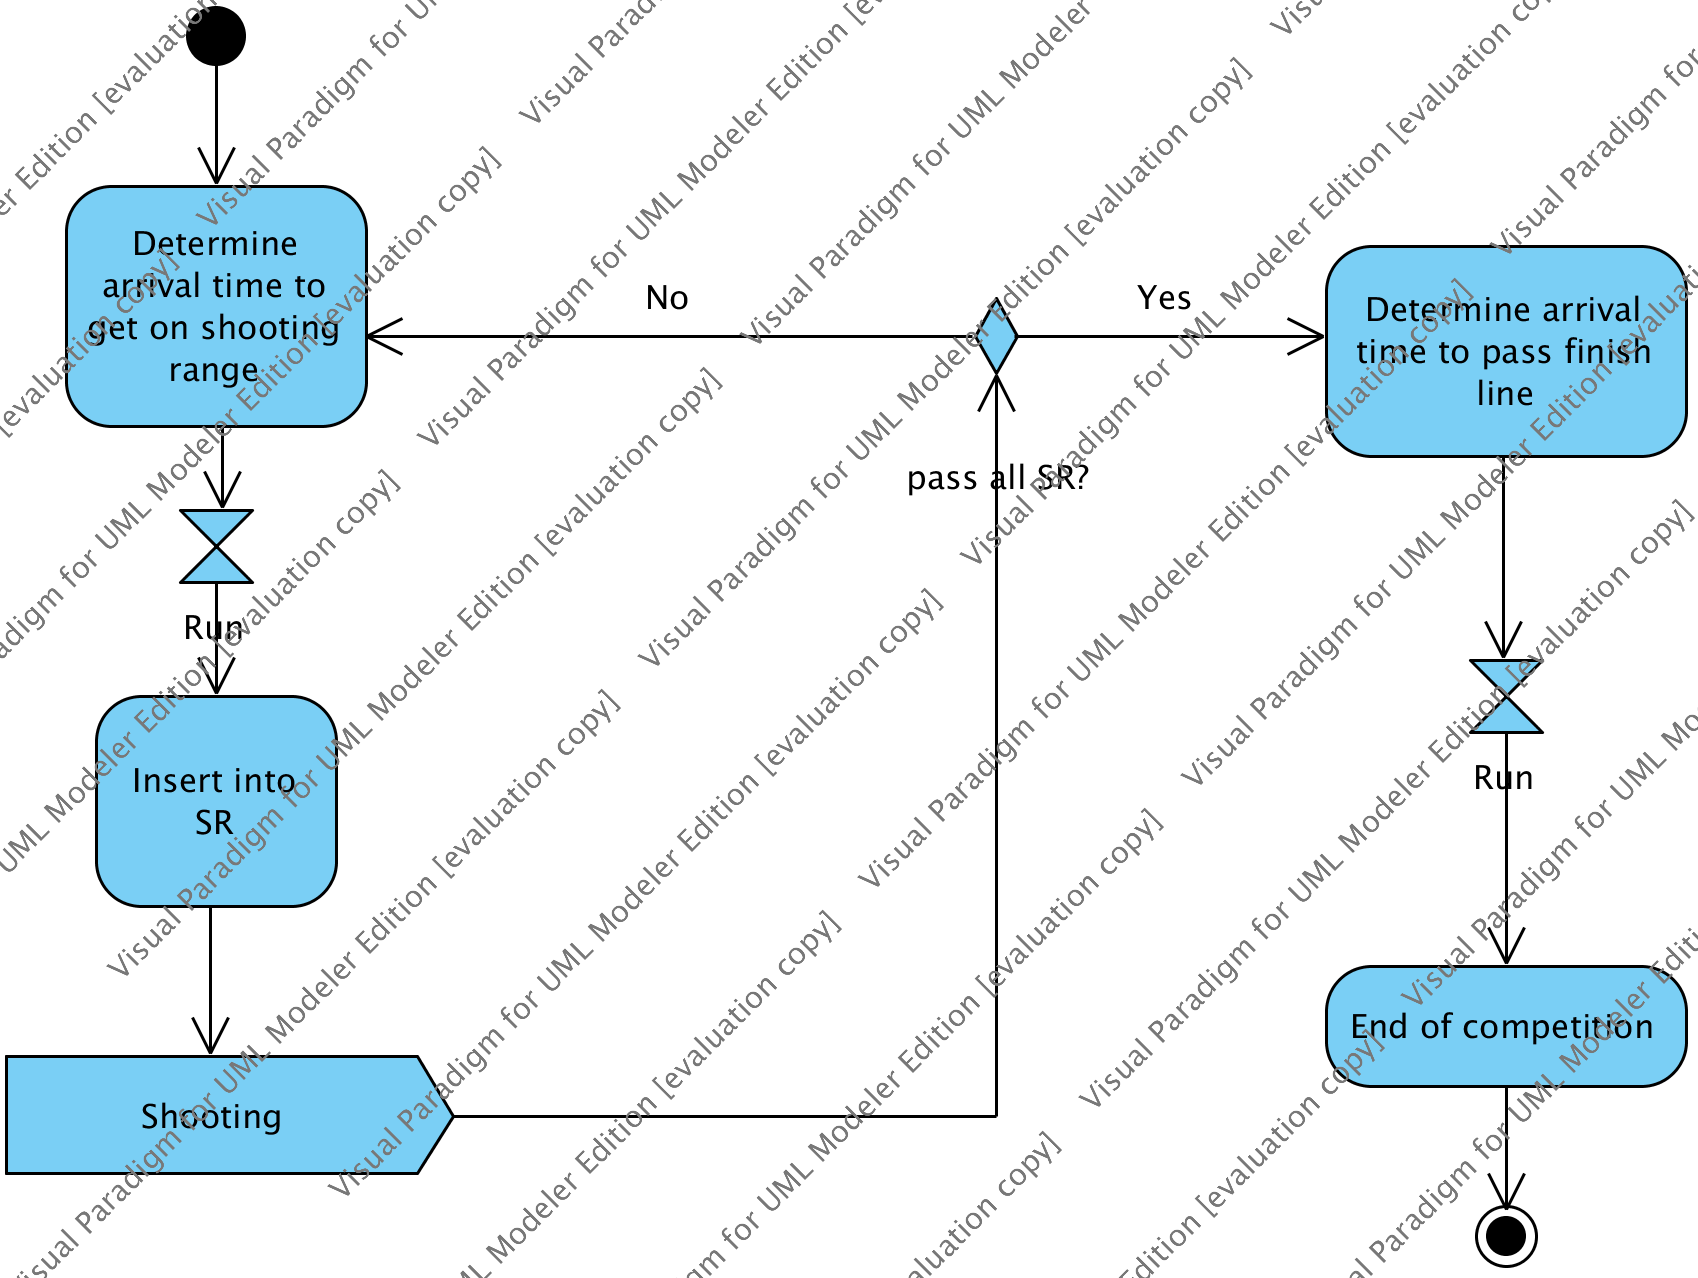 Determine
arrival time to
get on shooting
range
No
Yes
Determine arrival
time to pass finish
line
pass all SR?
Run
Insert into
SR
Run
Shooting
End of competition
Visual Paradigm for UML Modeler Edition [evaluation copy]